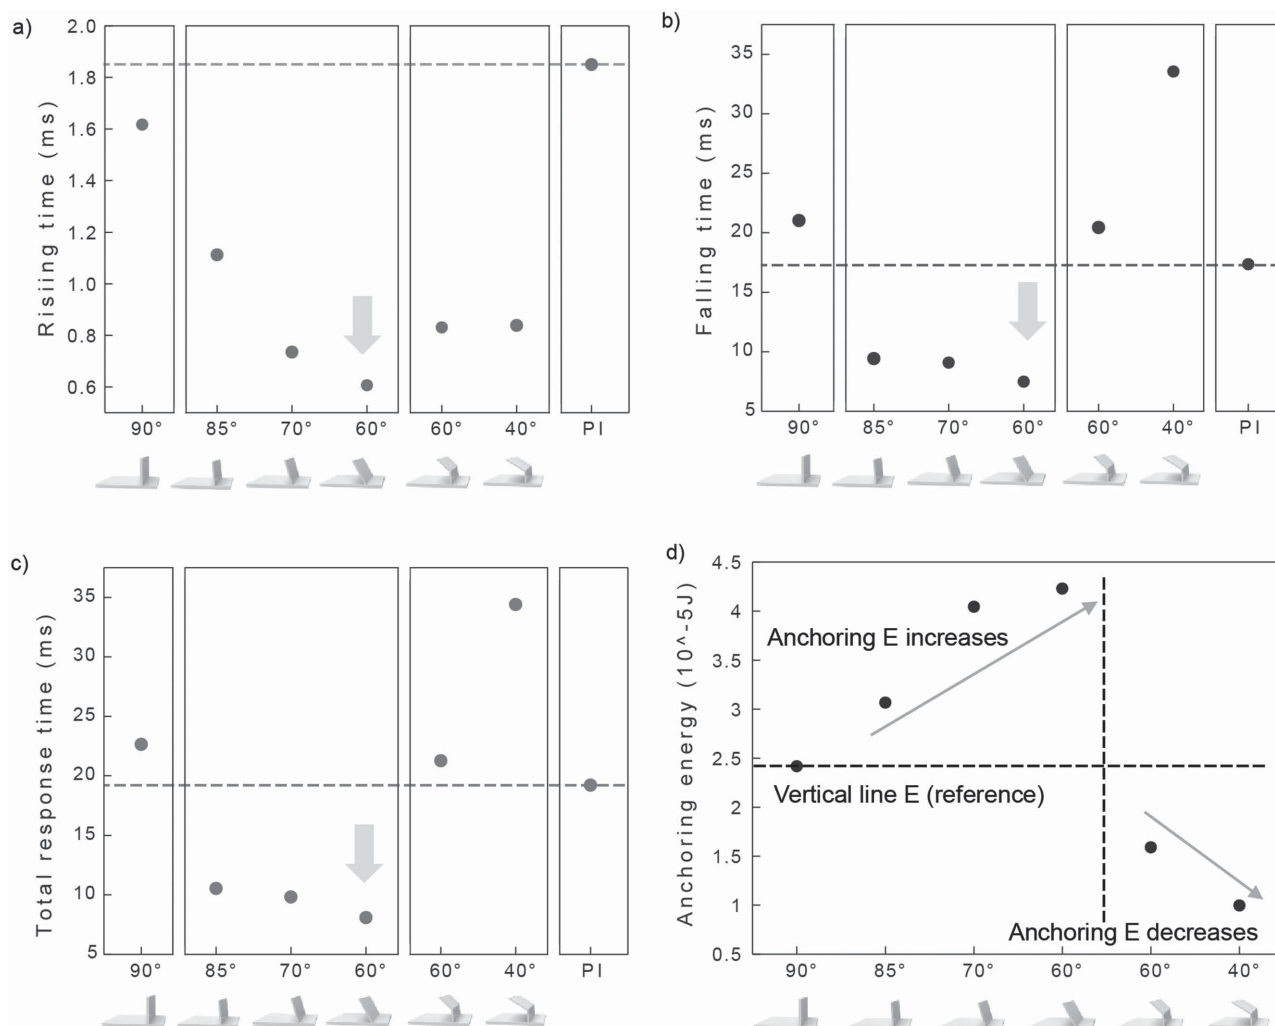 a)
Risiing time (ms)
2.0
1.8
1.6
1.4
1.2
1.0
0.8
0.6
90° 85° 70° 60° 60° 40° PI
b)
Falling time (ms)
35
30
25
20
15
10
5
90° 85° 70° 60° 60° 40° PI
c)
Total response time (ms)
35
30
25
20
15
10
5
90° 85° 70° 60° 60° 40° PI
d)
Anchoring energy (10^-5J)
4.5
4
3.5
3
2.5
2
1.5
1
0.5
Anchoring E increases
Vertical line E (reference)
Anchoring E decreases
90° 85° 70° 60° 60° 40°